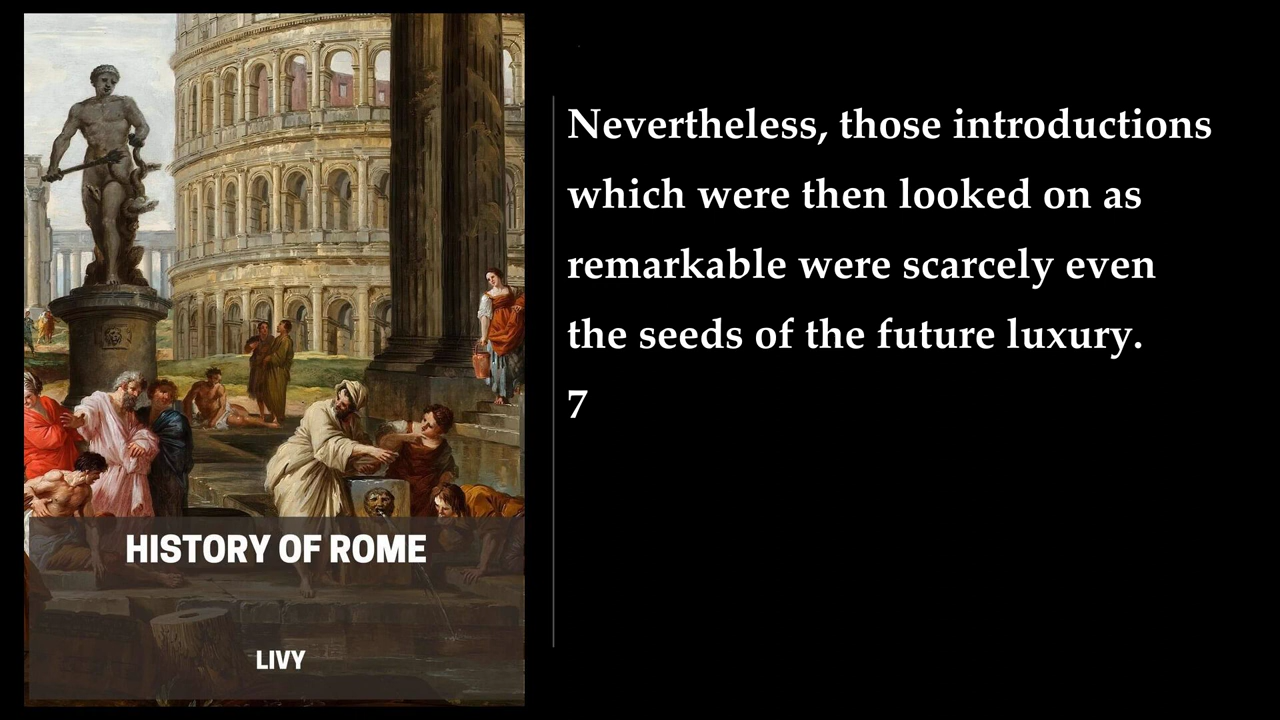 HISTORY OF ROME
LIVY
Nevertheless, those introductions
which were then looked on as
remarkable were scarcely even
the seeds of the future luxury.
7